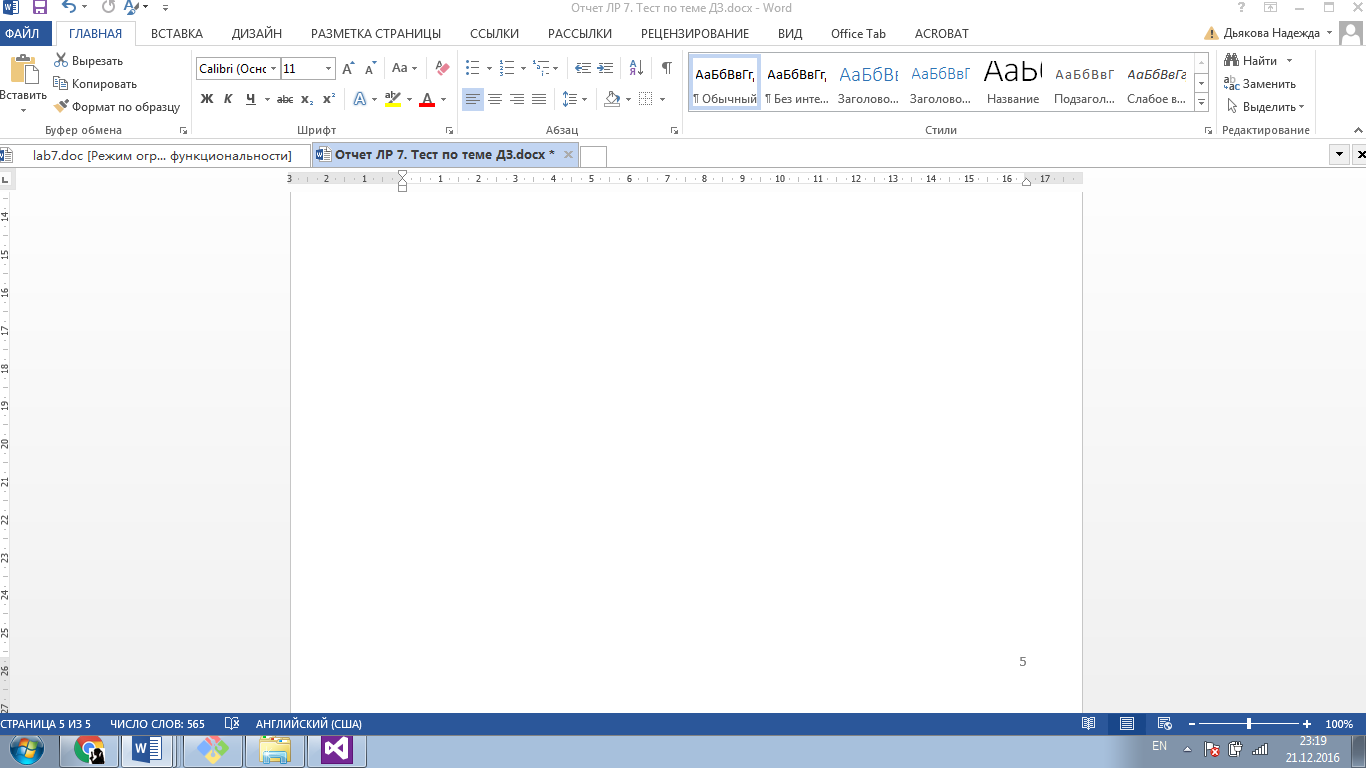 Отчет ЛР 7. Тест по теме ДЗ.docx - Word
ФАЙЛ ГЛАВНАЯ ВСТАВКА ДИЗАЙН РАЗМЕТКА СТРАНИЦЫ ССЫЛКИ РАССЫЛКИ РЕЦЕНЗИРОВАНИЕ ВИД Office Tab ACROBAT Дьякова Надежда
Вставить
Вырезать
Копировать
Формат по образцу
Буфер обмена
Calibri (Осно 11
Ж К Ч abc x₂ x²
Шрифт
Абзац
АаБбВвГг, АаБбВвГг, АаБбВв АаБбВвГ АаБ АаБбВвГ АаБбВвГг
¶ Обычный ¶ Без инте... Заголово... Заголово... Название Подзагол... Слабое в...
Стили
Найти
Заменить
Выделить
Редактирование
lab7.doc [Режим огр... функциональности] Отчет ЛР 7. Тест по теме ДЗ.docx *
3 2 1 1 2 3 4 5 6 7 8 9 10 11 12 13 14 15 16 17
14
15
16
17
18
19
20
21
22
23
24
25
26
27
5
СТРАНИЦА 5 ИЗ 5 ЧИСЛО СЛОВ: 565 АНГЛИЙСКИЙ (США) 100%
EN 23:19
21.12.2016